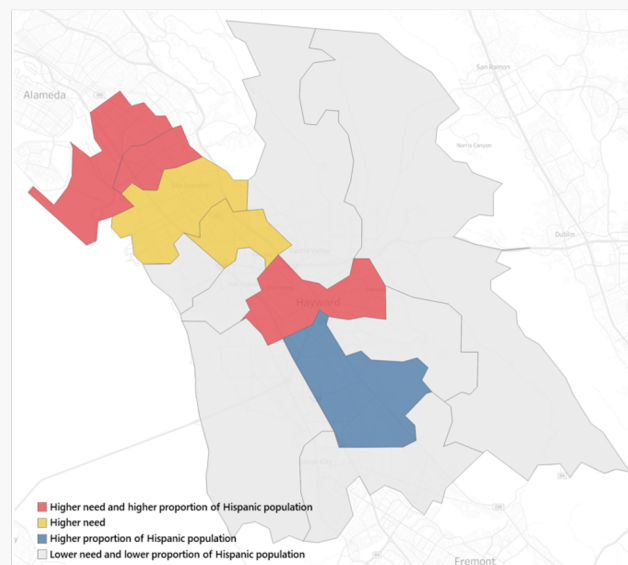 San Ramon
Alameda
Norris Canyon
Dublin
Hayward
Higher need and higher proportion of Hispanic population
Higher need
Higher proportion of Hispanic population
Lower need and lower proportion of Hispanic population
Fremont